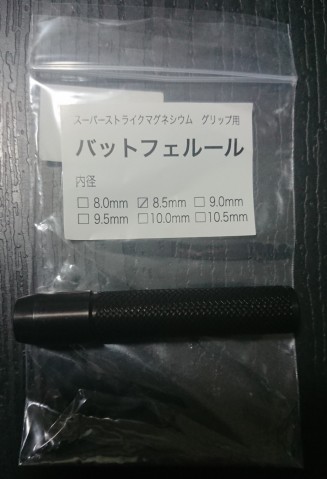 スーパーストライクマグネシウム　グリップ用
バットフェルール
内径
☐ 8.0mm ☑ 8.5mm ☐ 9.0mm
☐ 9.5mm ☐ 10.0mm ☐ 10.5mm